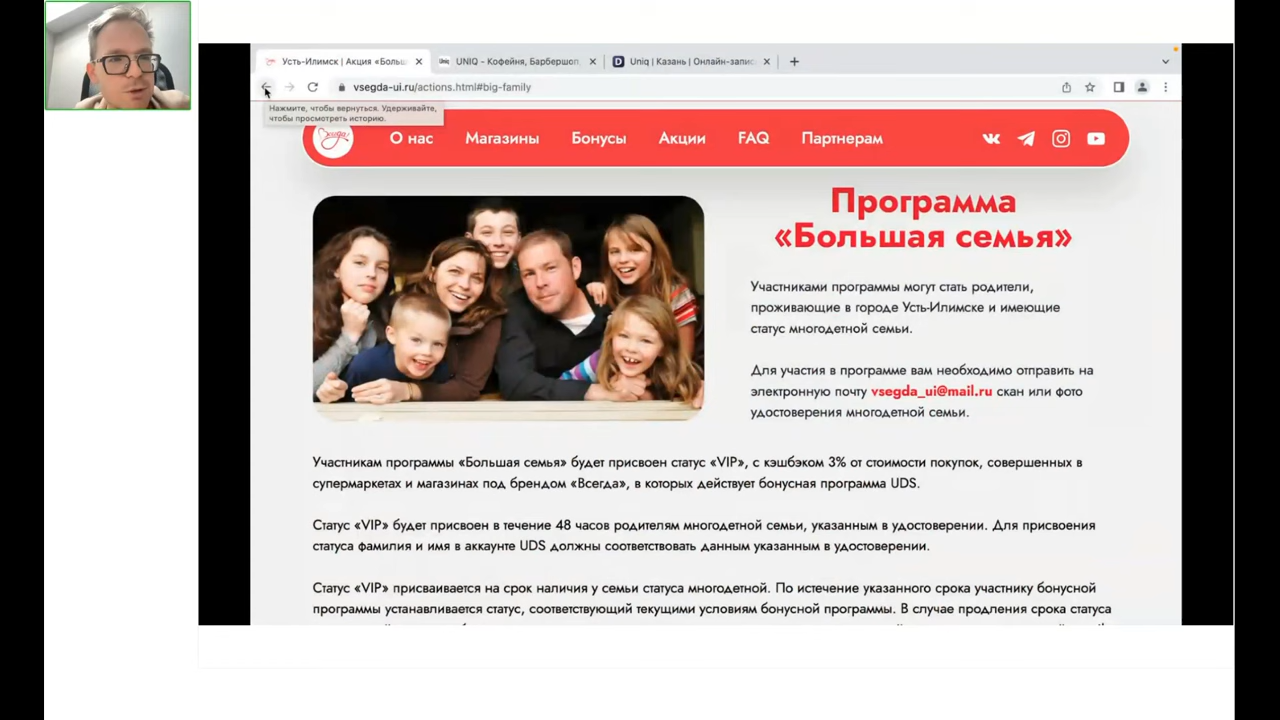 Усть-Илимск | Акция «Больш
UNIQ - Кофейня, Барбершоп,
Uniq | Казань | Онлайн-запис
vsegda-ui.ru/actions.html#big-family
Нажмите, чтобы вернуться. Удерживайте,
чтобы просмотреть историю.
Всегда!
О нас
Магазины
Бонусы
Акции
FAQ
Партнерам
Программа
«Большая семья»
Участниками программы могут стать родители,
проживающие в городе Усть-Илимске и имеющие
статус многодетной семьи.
Для участия в программе вам необходимо отправить на
электронную почту vsegda_ui@mail.ru скан или фото
удостоверения многодетной семьи.
Участникам программы «Большая семья» будет присвоен статус «VIP», с кэшбэком 3% от стоимости покупок, совершенных в
супермаркетах и магазинах под брендом «Всегда», в которых действует бонусная программа UDS.
Статус «VIP» будет присвоен в течение 48 часов родителям многодетной семьи, указанным в удостоверении. Для присвоения
статуса фамилия и имя в аккаунте UDS должны соответствовать данным указанным в удостоверении.
Статус «VIP» присваивается на срок наличия у семьи статуса многодетной. По истечение указанного срока участнику бонусной
программы устанавливается статус, соответствующий текущими условиям бонусной программы. В случае продления срока статуса